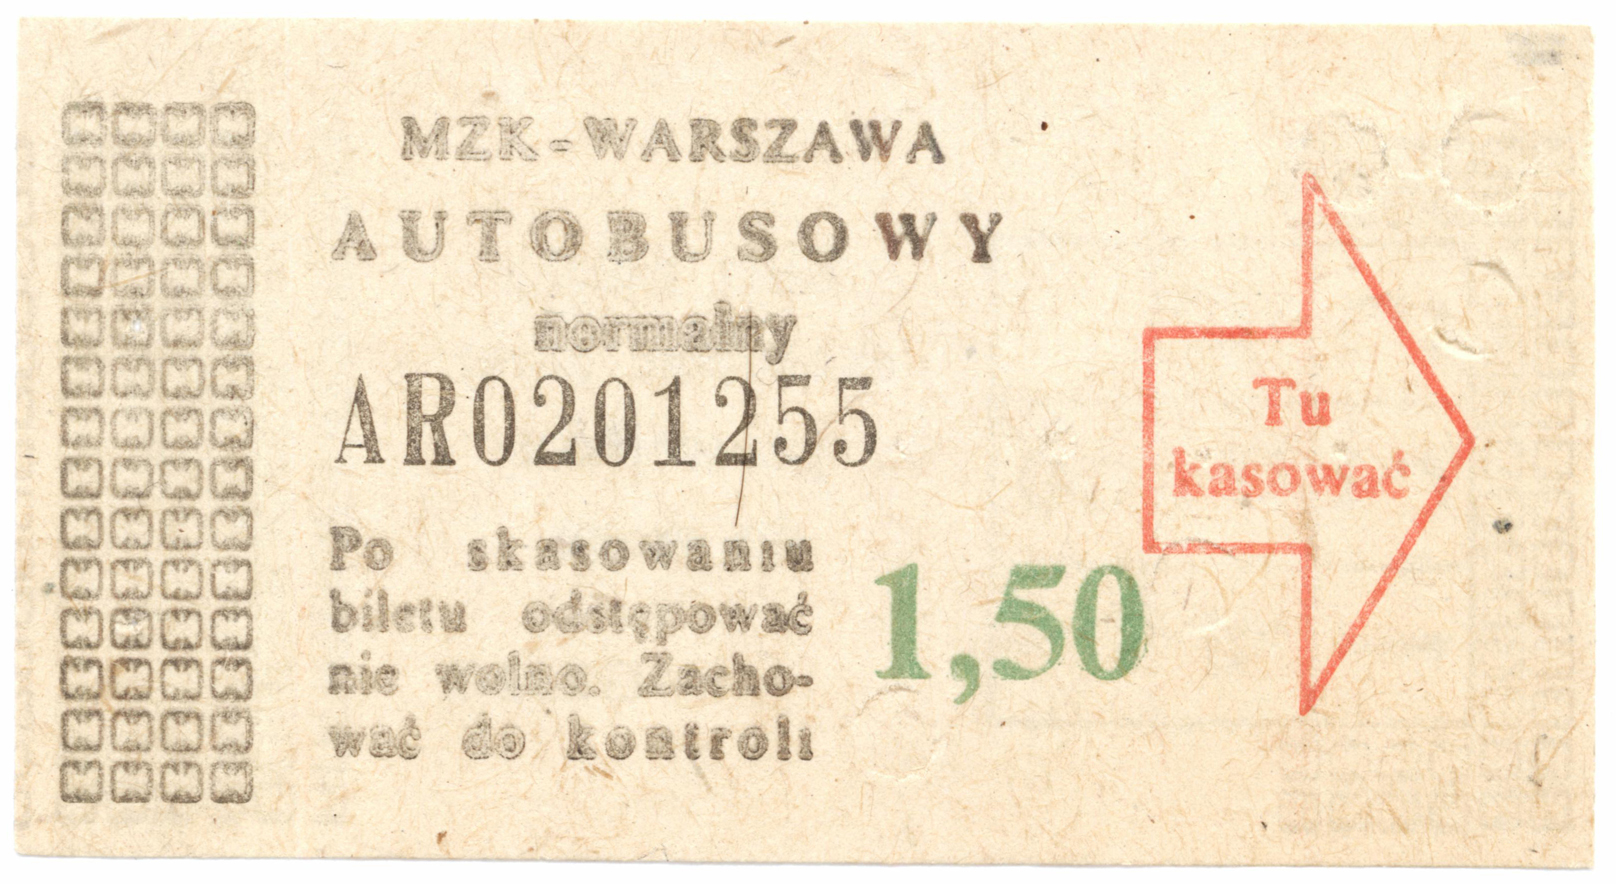 MZK-WARSZAWA
AUTOBUSOWY
normalny
AR0201255
Po skasowaniu
biletu odstępować
nie wolno. Zacho-
wać do kontroli
1,50
Tu
kasować